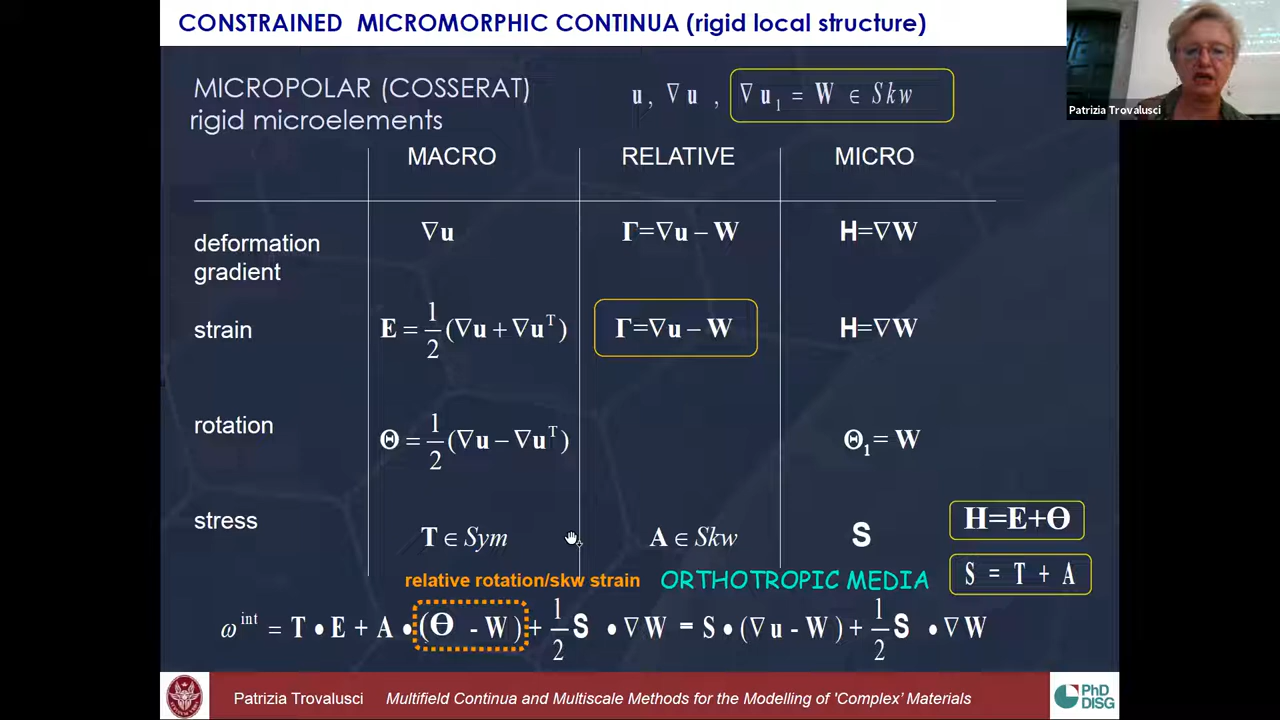 CONSTRAINED MICROMORPHIC CONTINUA (rigid local structure)
Patrizia Trovalusci
MICROPOLAR (COSSERAT)
rigid microelements
u , ∇u , ∇u₁ = W ∈ Skw
MACRO RELATIVE MICRO
deformation gradient ∇u Γ=∇u – W H=∇W
strain E = 1/2 (∇u + ∇uᵀ) Γ=∇u – W H=∇W
rotation Θ = 1/2 (∇u – ∇uᵀ) Θ₁= W
stress T ∈ Sym A ∈ Skw S
H=E+Θ
S = T + A
relative rotation/skw strain ORTHOTROPIC MEDIA
ω^int = T • E + A • (Θ - W) + 1/2 S • ∇W = S • (∇u - W) + 1/2 S • ∇W
Patrizia Trovalusci Multifield Continua and Multiscale Methods for the Modelling of 'Complex' Materials
PhD
DISG